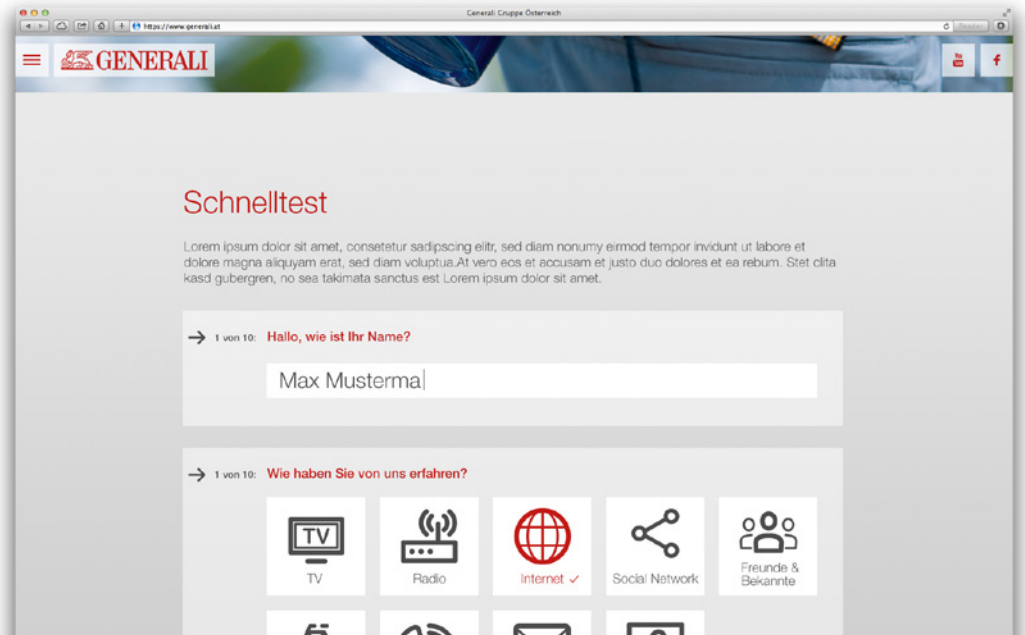 Generali Gruppe Österreich
https://www.generali.at
Reader
GENERALI
You
Tube
f
Schnelltest
Lorem ipsum dolor sit amet, consetetur sadipscing elitr, sed diam nonumy eirmod tempor invidunt ut labore et
dolore magna aliquyam erat, sed diam voluptua.At vero eos et accusam et justo duo dolores et ea rebum. Stet clita
kasd gubergren, no sea takimata sanctus est Lorem ipsum dolor sit amet.
1 von 10: Hallo, wie ist Ihr Name?
Max Musterma
1 von 10: Wie haben Sie von uns erfahren?
TV
TV
Radio
Internet
Social Network
Freunde &
Bekannte